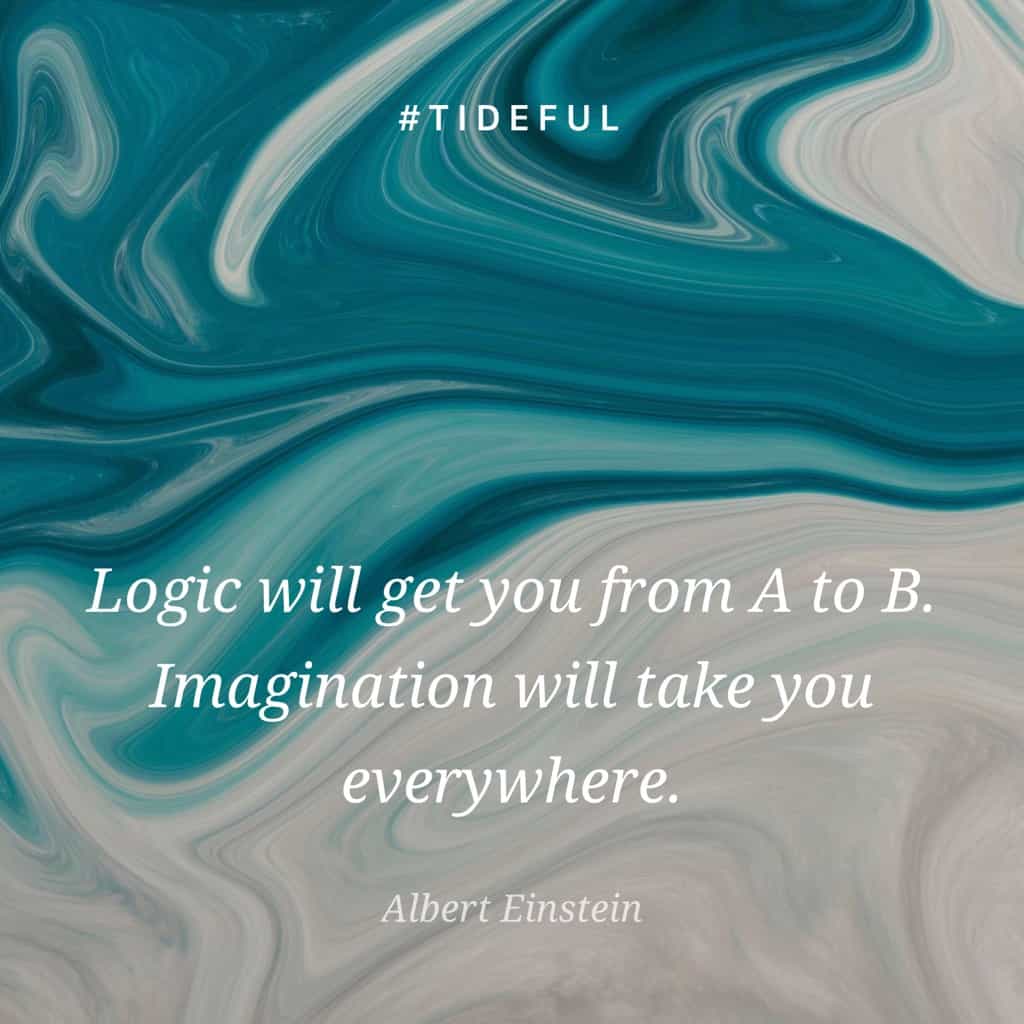 #TIDEFUL
Logic will get you from A to B.
Imagination will take you
everywhere.
Albert Einstein